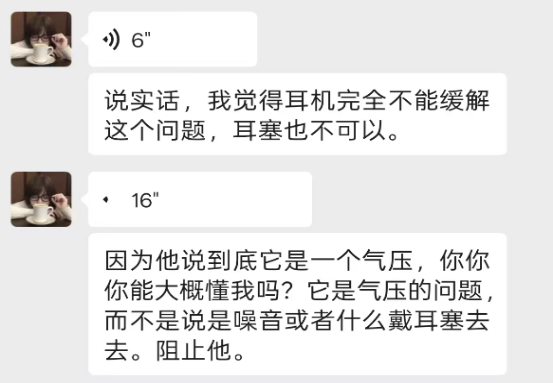 6"
说实话，我觉得耳机完全不能缓解
这个问题，耳塞也不可以。
16"
因为他说到底它是一个气压，你你
你能大概懂我吗？它是气压的问题，
而不是说是噪音或者什么戴耳塞去
去。阻止他。